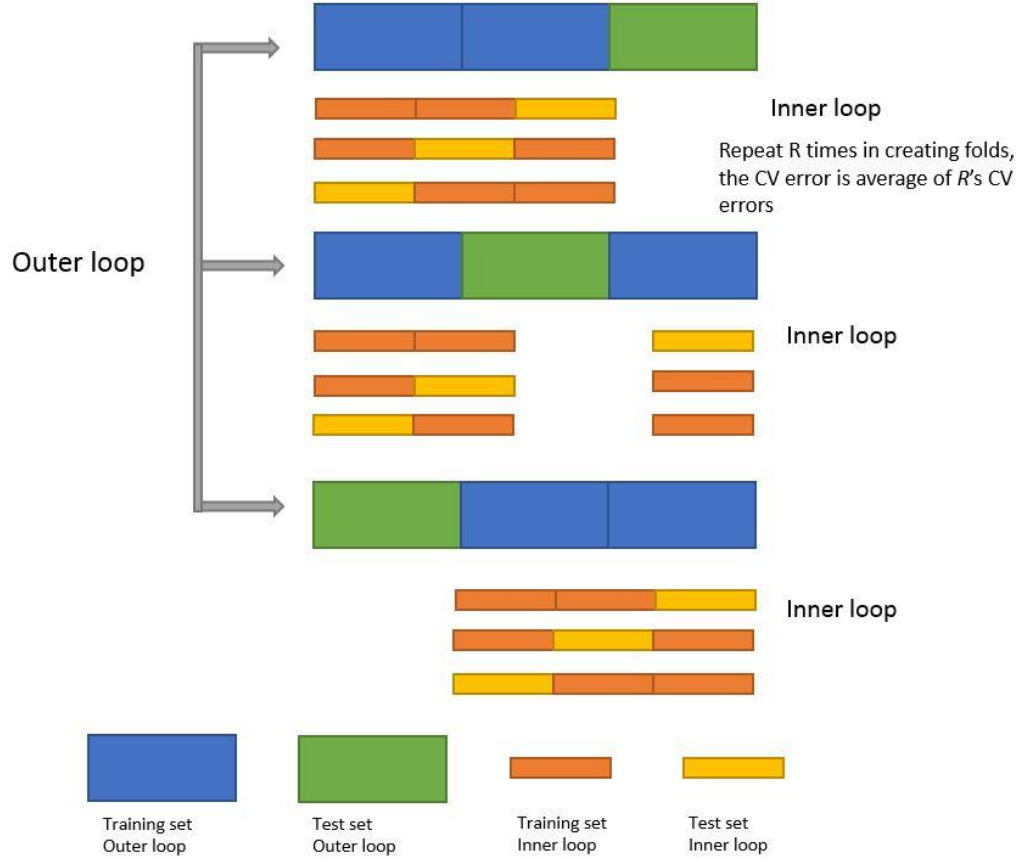 Inner loop
Repeat R times in creating folds,
the CV error is average of R's CV
errors
Outer loop
Inner loop
Inner loop
Training set
Outer loop
Test set
Outer loop
Training set
Inner loop
Test set
Inner loop